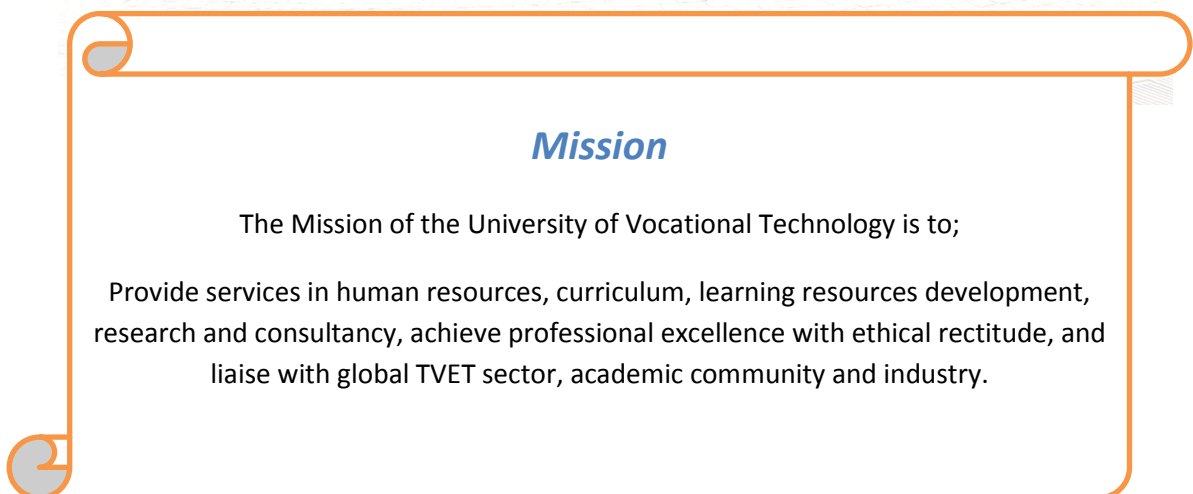 Mission
The Mission of the University of Vocational Technology is to;
Provide services in human resources, curriculum, learning resources development,
research and consultancy, achieve professional excellence with ethical rectitude, and
liaise with global TVET sector, academic community and industry.